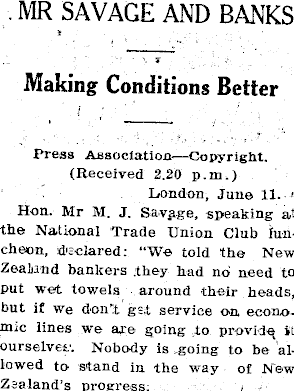 MR SAVAGE AND BANKS
Making Conditions Better
Press Association—Copyright.
(Received 2.20 p.m.)
London, June 11.
Hon. Mr M. J. Savage, speaking at
the National Trade Union Club lun-
cheon, declared: "We told the New
Zealand bankers they had no need to
put wet towels around their heads,
but if we don't get service on econo-
mic lines we are going to provide it
ourselves. Nobody is going to be al-
lowed to stand in the way of New
Zealand's progress.